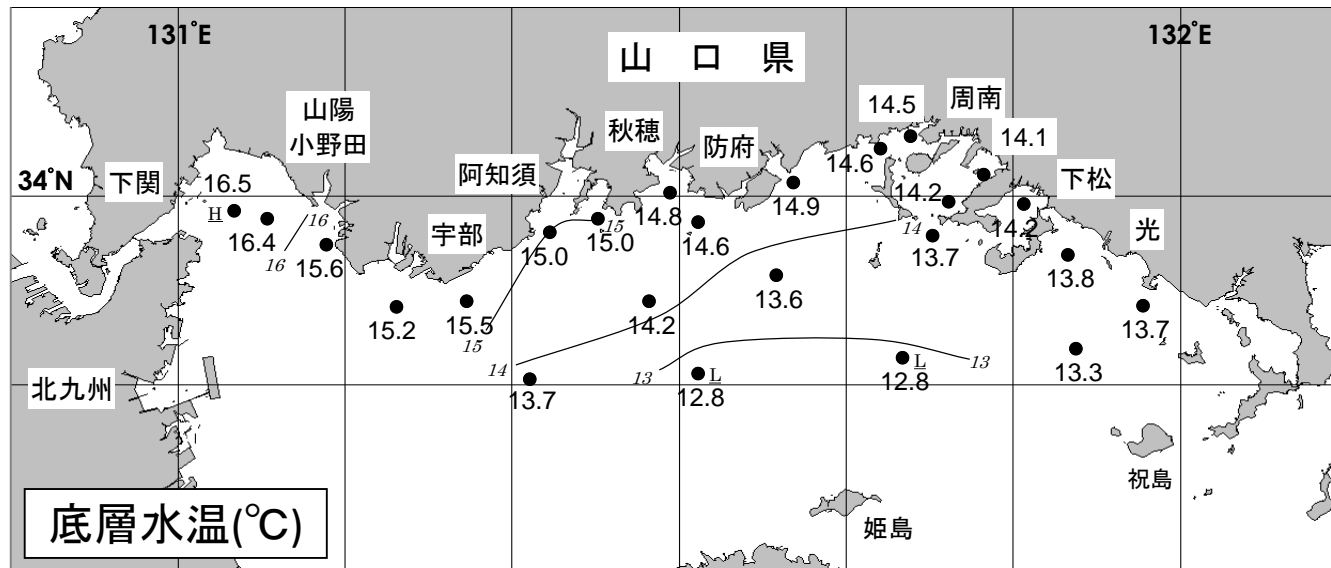 131°E
132°E
山 口 県
14.5
周南
山陽
小野田
秋穂
防府
14.6
14.1
阿知須
34°N
下関
16.5
下松
H
16.4
16
14.8
14.9
14.2
14.2
宇部
15
15.0
15.0
14.6
14
13.7
光
16
15.6
13.8
13.6
15.2
15.5
14.2
13.7
15
14
13
13
L
L
12.8
12.8
13.3
北九州
13.7
祝島
姫島
底層水温(℃)